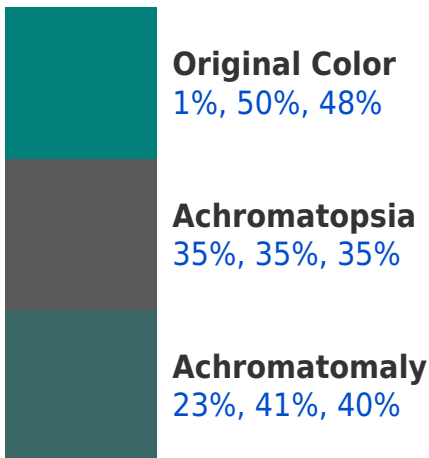 Original Color
1%, 50%, 48%
Achromatopsia
35%, 35%, 35%
Achromatomaly
23%, 41%, 40%